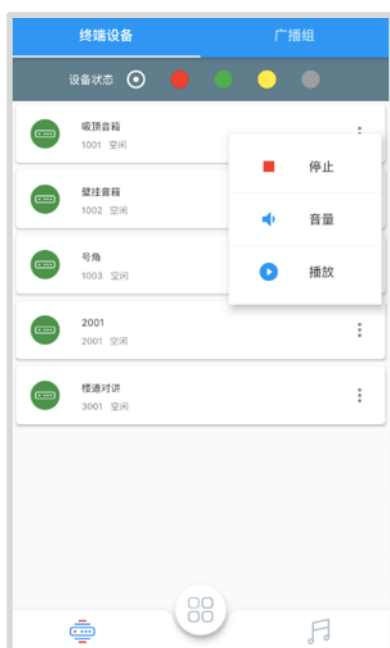 终端设备
广播组
设备状态
吸顶音箱
1001 空闲
停止
壁挂音箱
1002 空闲
音量
号角
1003 空闲
播放
2001
2001 空闲
楼道对讲
3001 空闲